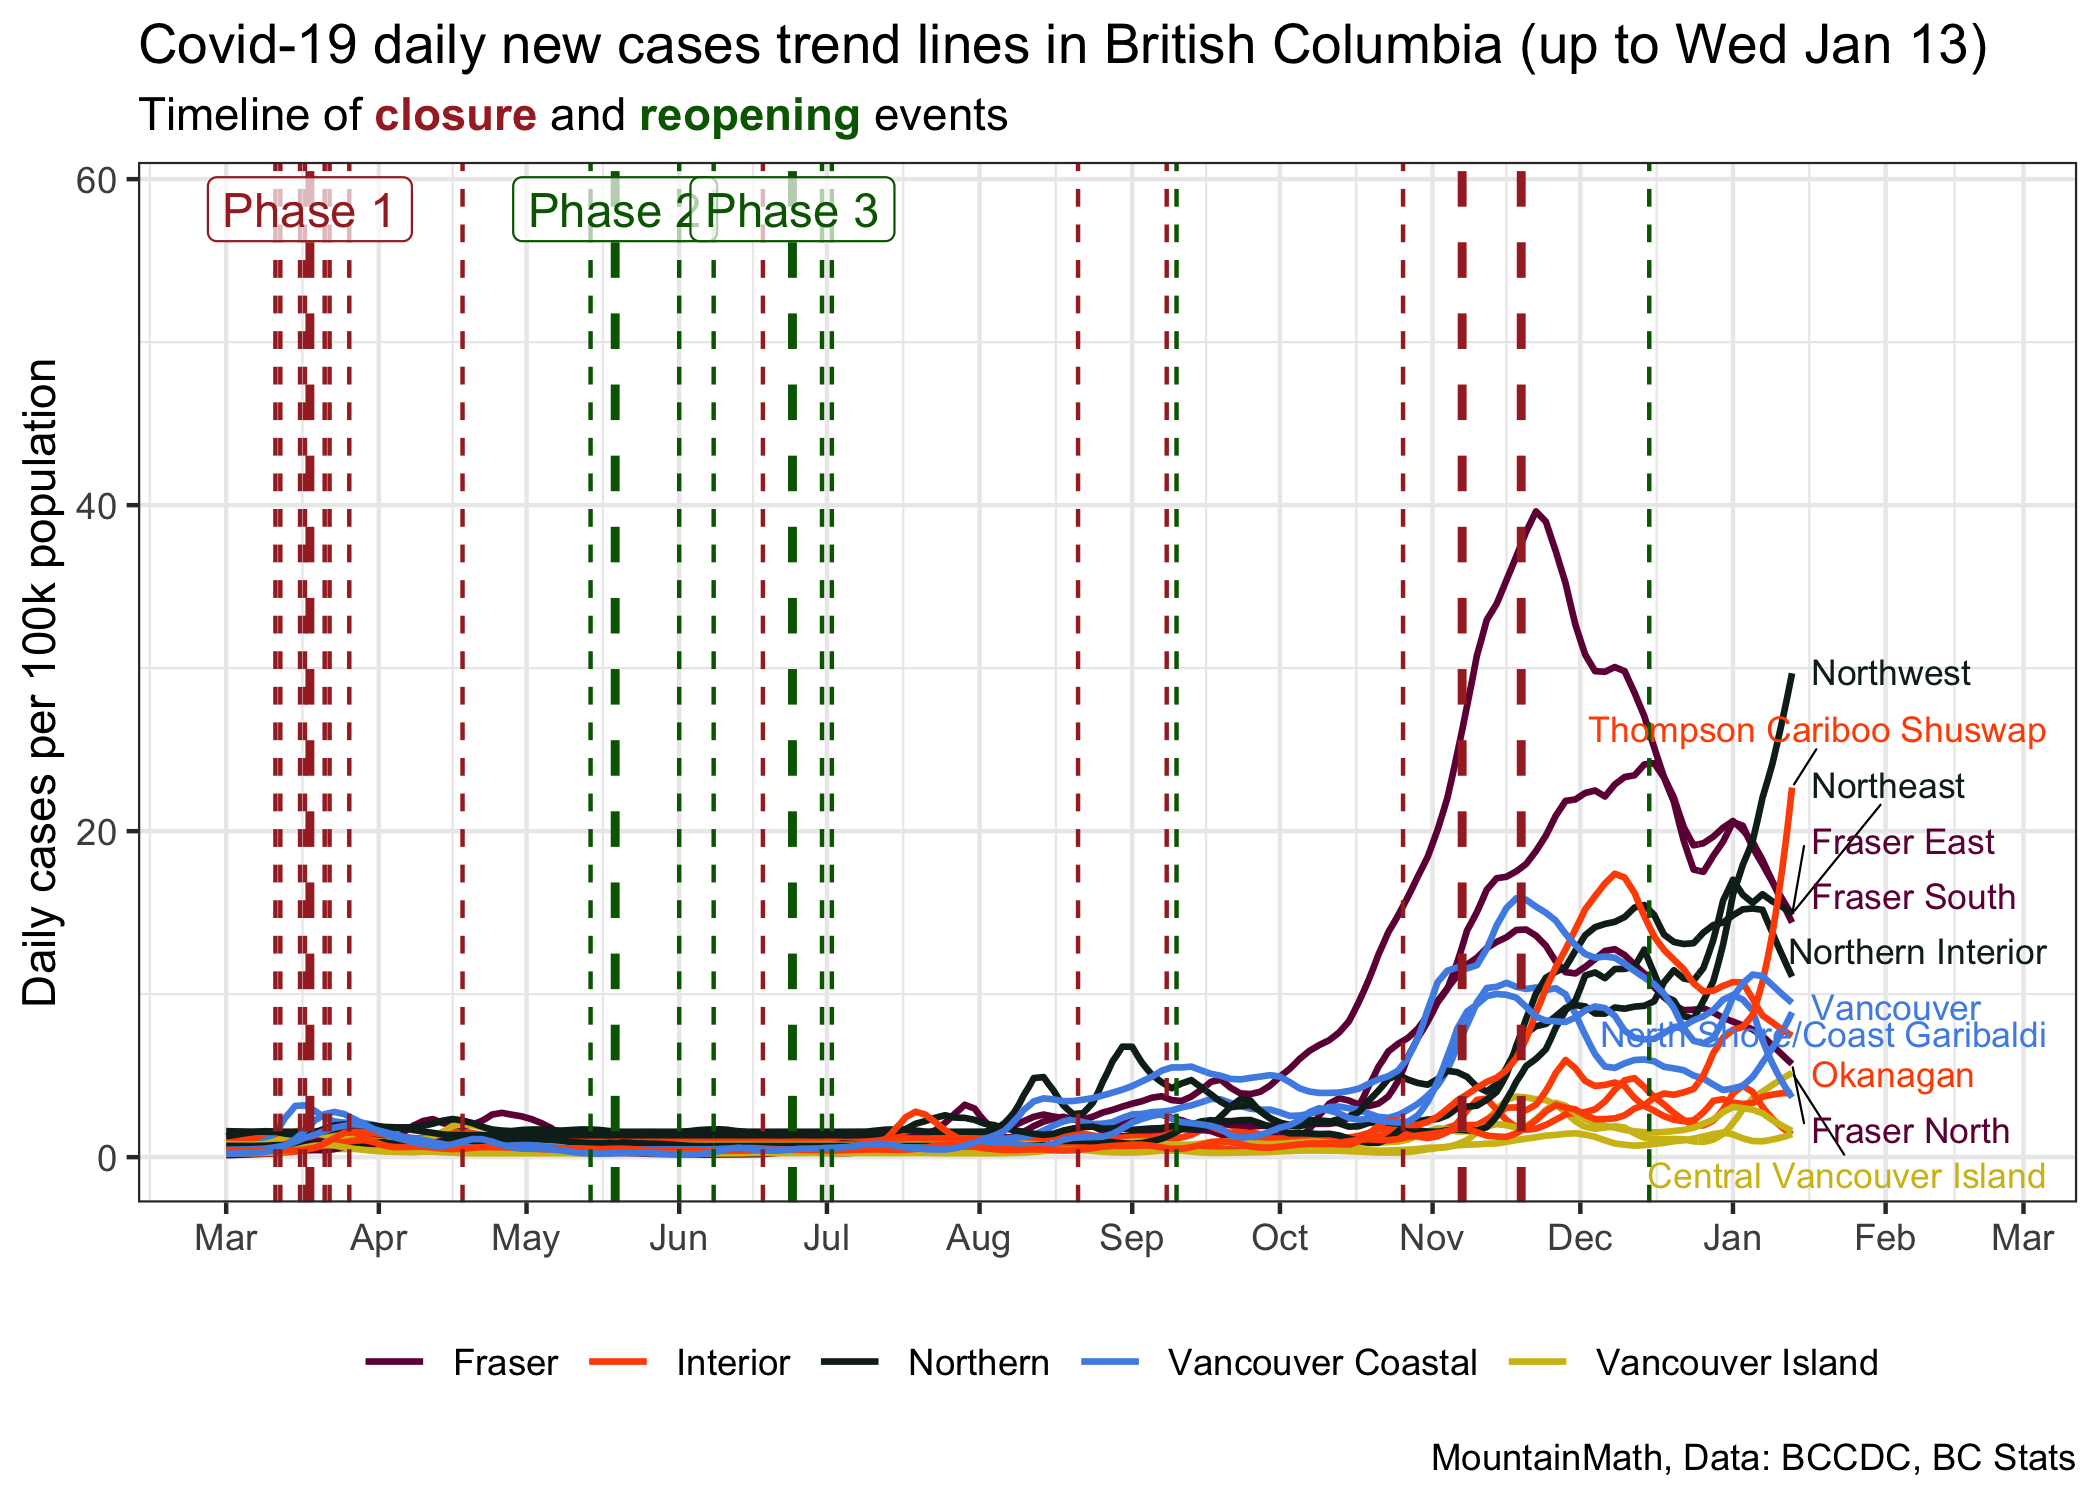 Covid-19 daily new cases trend lines in British Columbia (up to Wed Jan 13)
Timeline of closure and reopening events
Daily cases per 100k population
60
40
20
0
Phase 1
Phase 2
Phase 3
Northwest
Thompson Cariboo Shuswap
Northeast
Fraser East
Fraser South
Northern Interior
Vancouver
North Shore/Coast Garibaldi
Okanagan
Fraser North
Central Vancouver Island
Mar Apr May Jun Jul Aug Sep Oct Nov Dec Jan Feb Mar
Fraser Interior Northern Vancouver Coastal Vancouver Island
MountainMath, Data: BCCDC, BC Stats